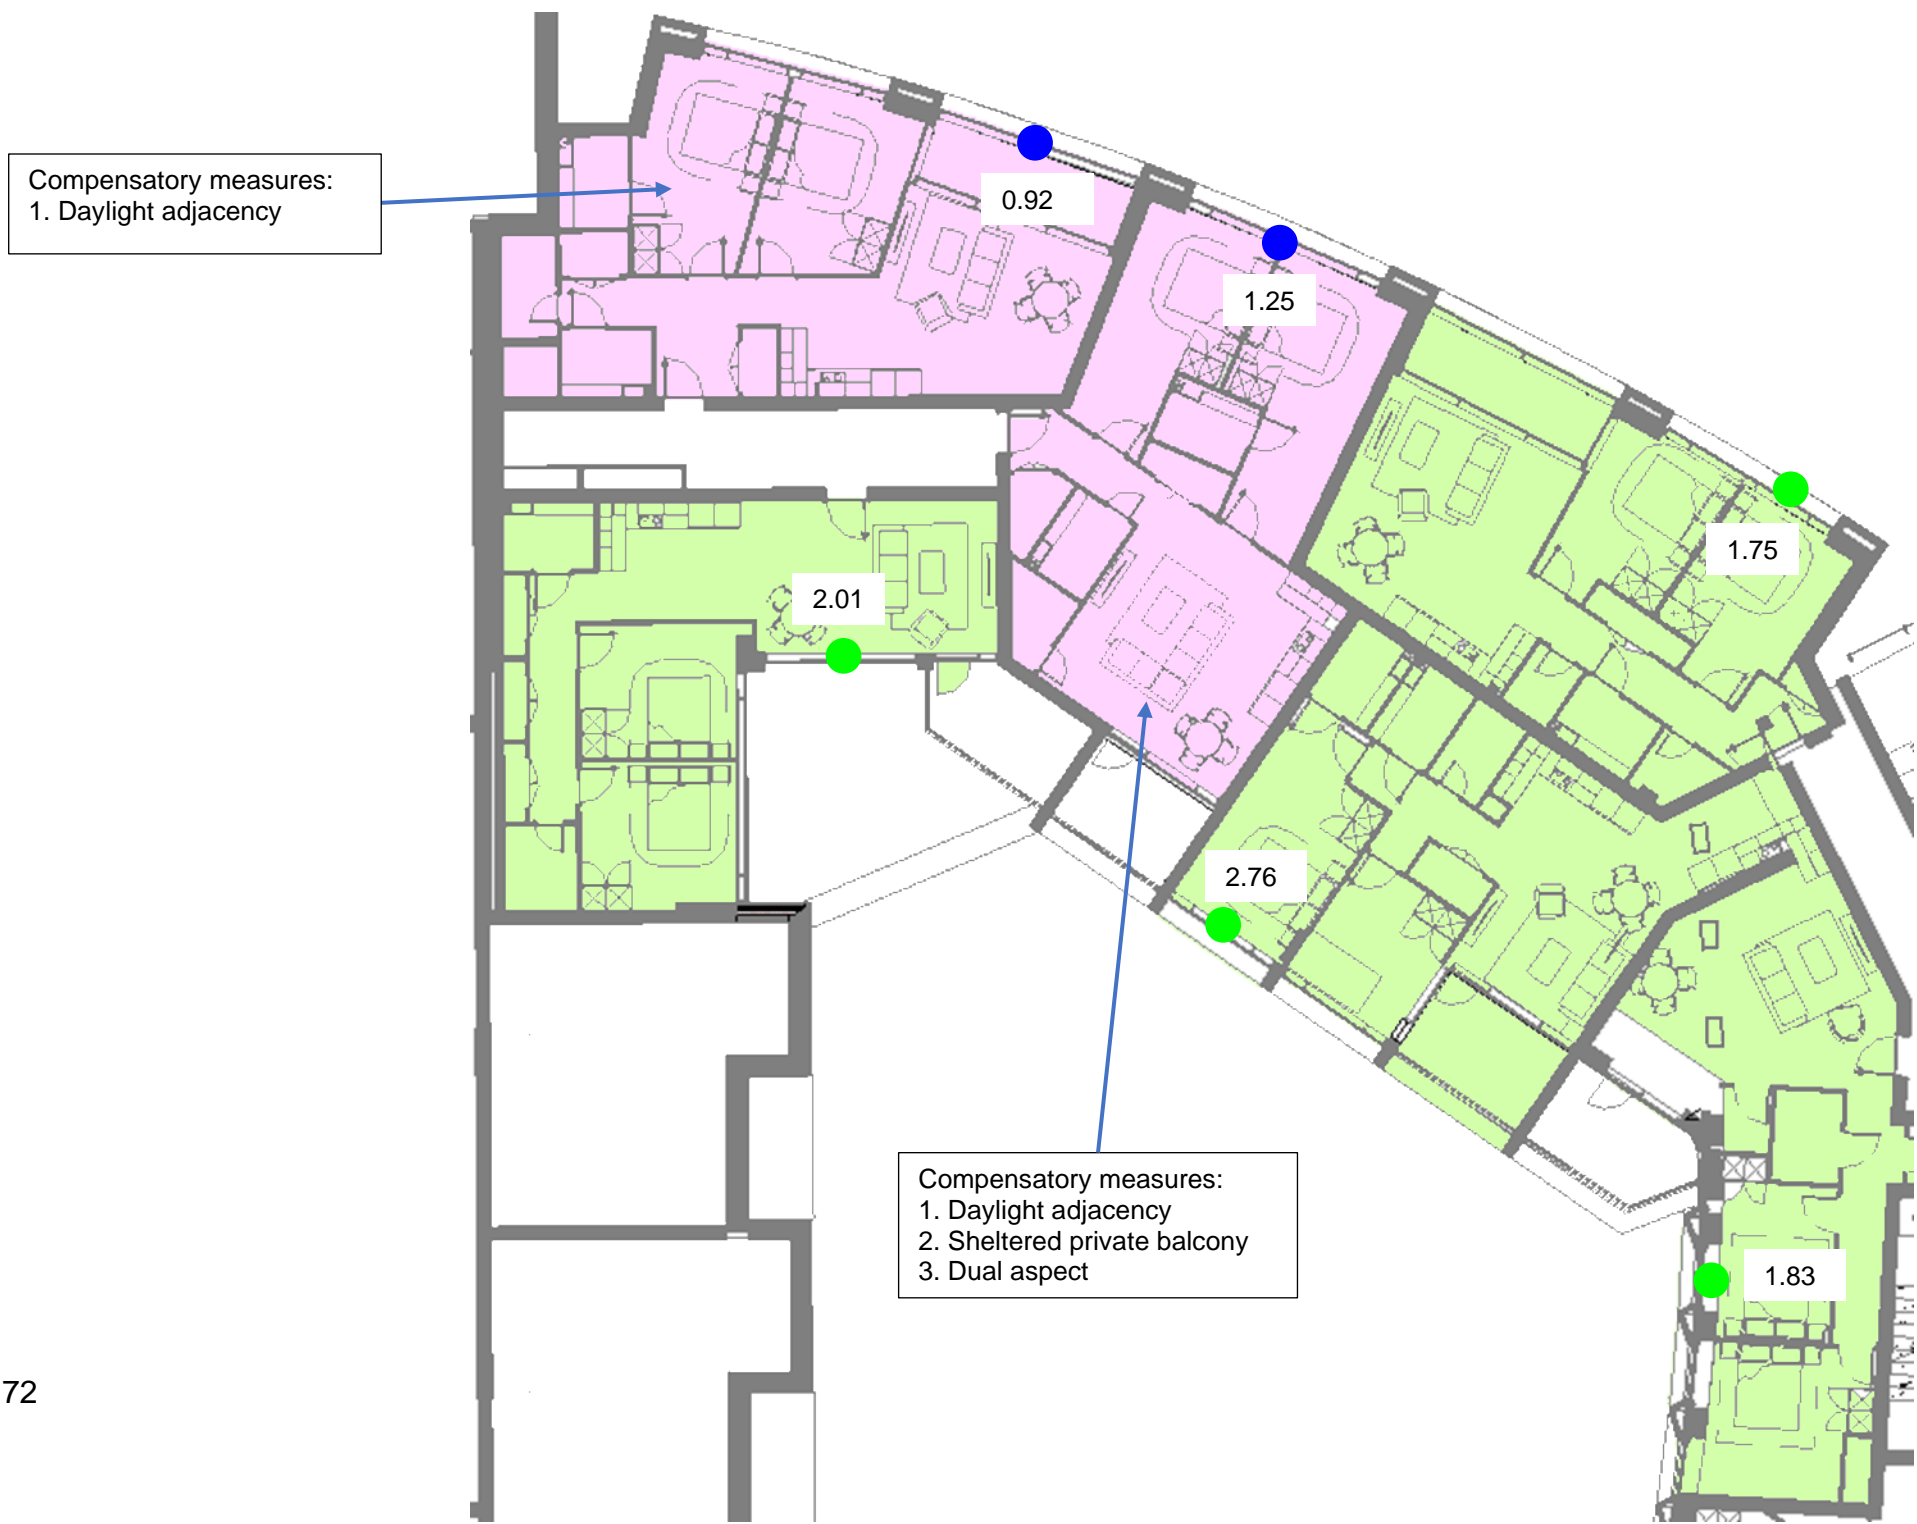 Compensatory measures:
1. Daylight adjacency
0.92
1.25
1.75
2.01
2.76
Compensatory measures:
1. Daylight adjacency
2. Sheltered private balcony
3. Dual aspect
1.83
72